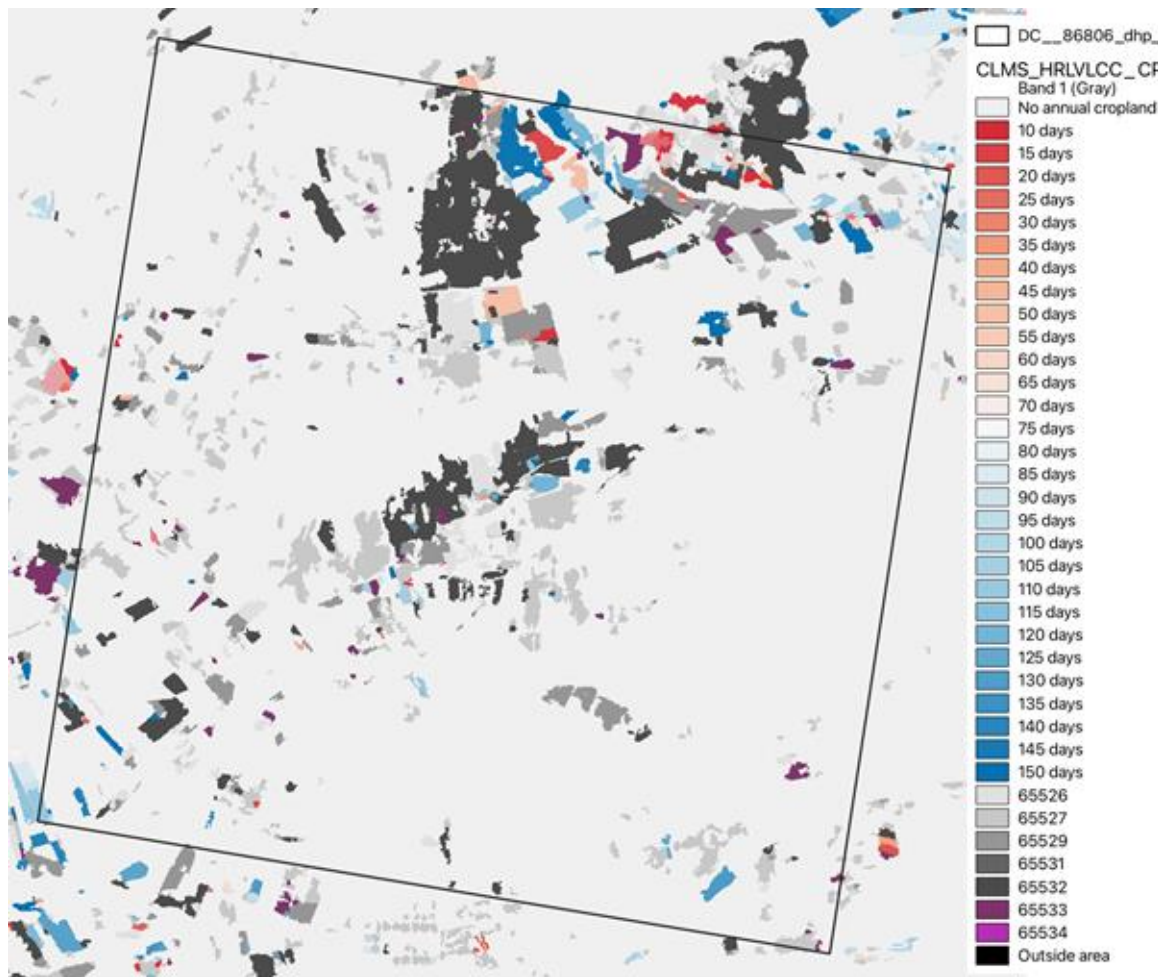 DC__86806_dhp_
CLMS_HRLVLCC_CP
Band 1 (Gray)
No annual cropland
10 days
15 days
20 days
25 days
30 days
35 days
40 days
45 days
50 days
55 days
60 days
65 days
70 days
75 days
80 days
85 days
90 days
95 days
100 days
105 days
110 days
115 days
120 days
125 days
130 days
135 days
140 days
145 days
150 days
65526
65527
65529
65531
65532
65533
65534
Outside area